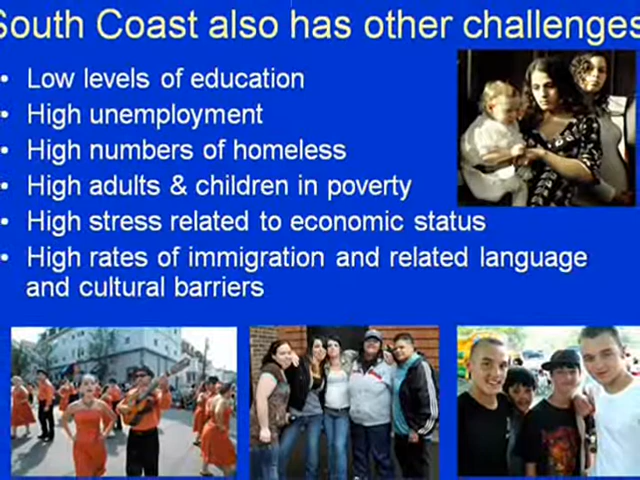 South Coast also has other challenges
• Low levels of education
• High unemployment
• High numbers of homeless
• High adults & children in poverty
• High stress related to economic status
• High rates of immigration and related language
and cultural barriers